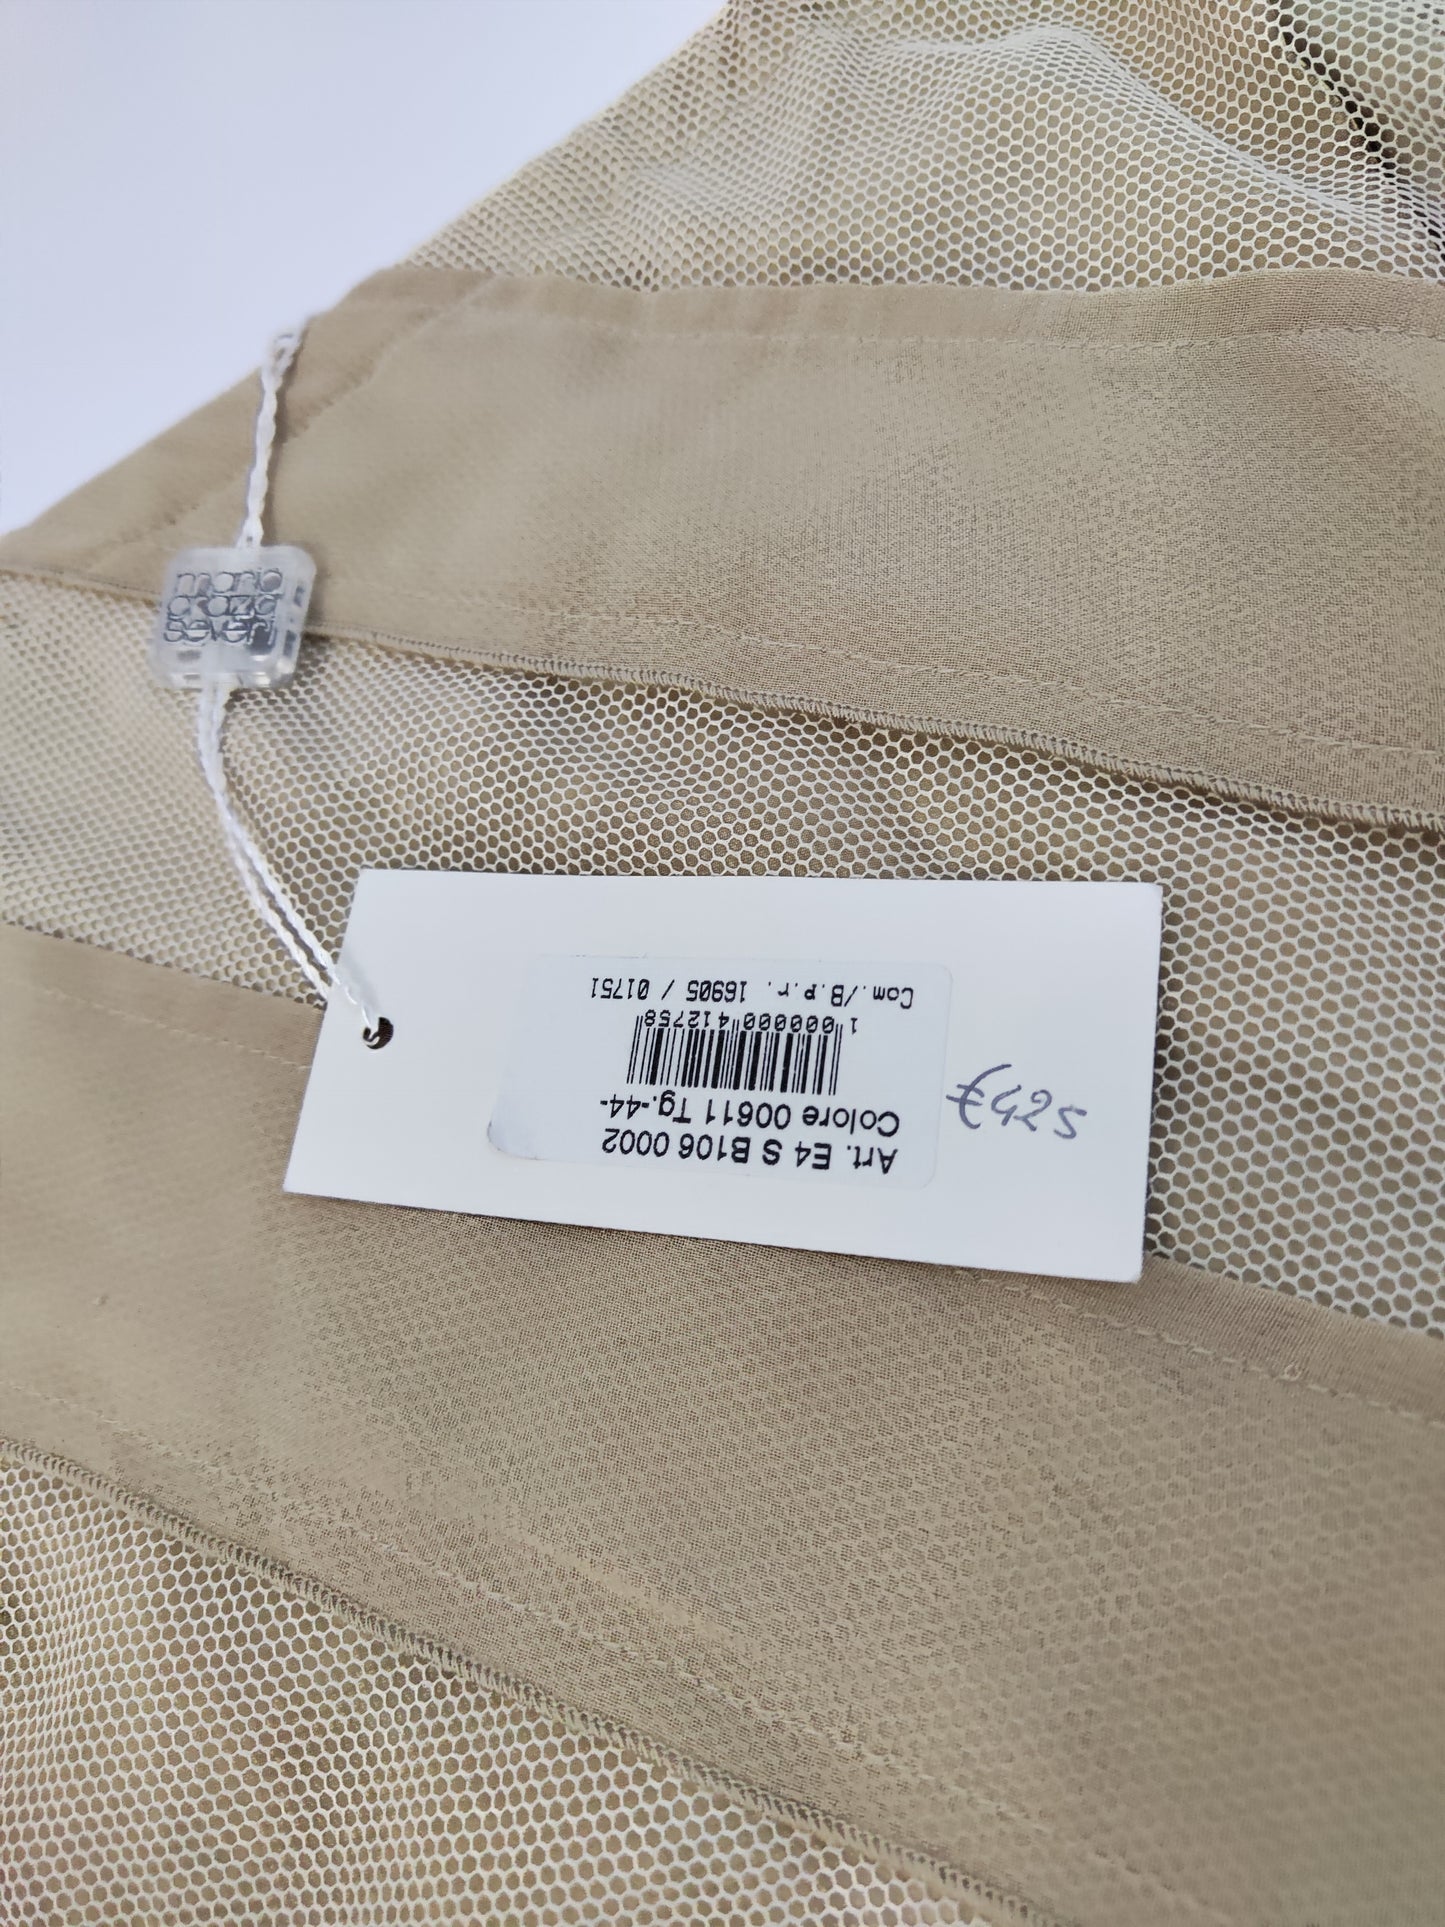 maria
grazia
severi
Art. E4 S B106 0002
Colore 00611 Tg.-44-
1 000000 412758
Com./B.P.r. 16905 / 01751
€425